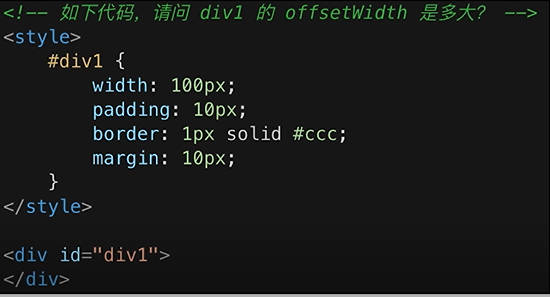 <!-- 如下代码，请问 div1 的 offsetWidth 是多大？ -->
<style>
    #div1 {
        width: 100px;
        padding: 10px;
        border: 1px solid #ccc;
        margin: 10px;
    }
</style>

<div id="div1">
</div>